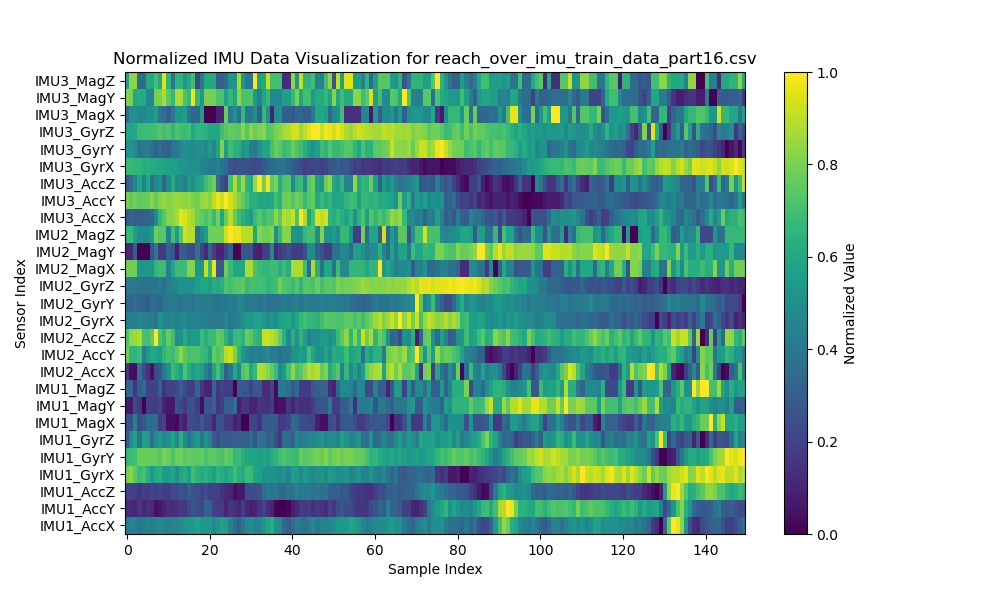 Normalized IMU Data Visualization for reach_over_imu_train_data_part16.csv
IMU3_MagZ
IMU3_MagY
IMU3_MagX
IMU3_GyrZ
IMU3_GyrY
IMU3_GyrX
IMU3_AccZ
IMU3_AccY
IMU3_AccX
IMU2_MagZ
IMU2_MagY
IMU2_MagX
IMU2_GyrZ
IMU2_GyrY
IMU2_GyrX
IMU2_AccZ
IMU2_AccY
IMU2_AccX
IMU1_MagZ
IMU1_MagY
IMU1_MagX
IMU1_GyrZ
IMU1_GyrY
IMU1_GyrX
IMU1_AccZ
IMU1_AccY
IMU1_AccX
Sensor Index
0 20 40 60 80 100 120 140
Sample Index
1.0
0.8
0.6
0.4
0.2
0.0
Normalized Value